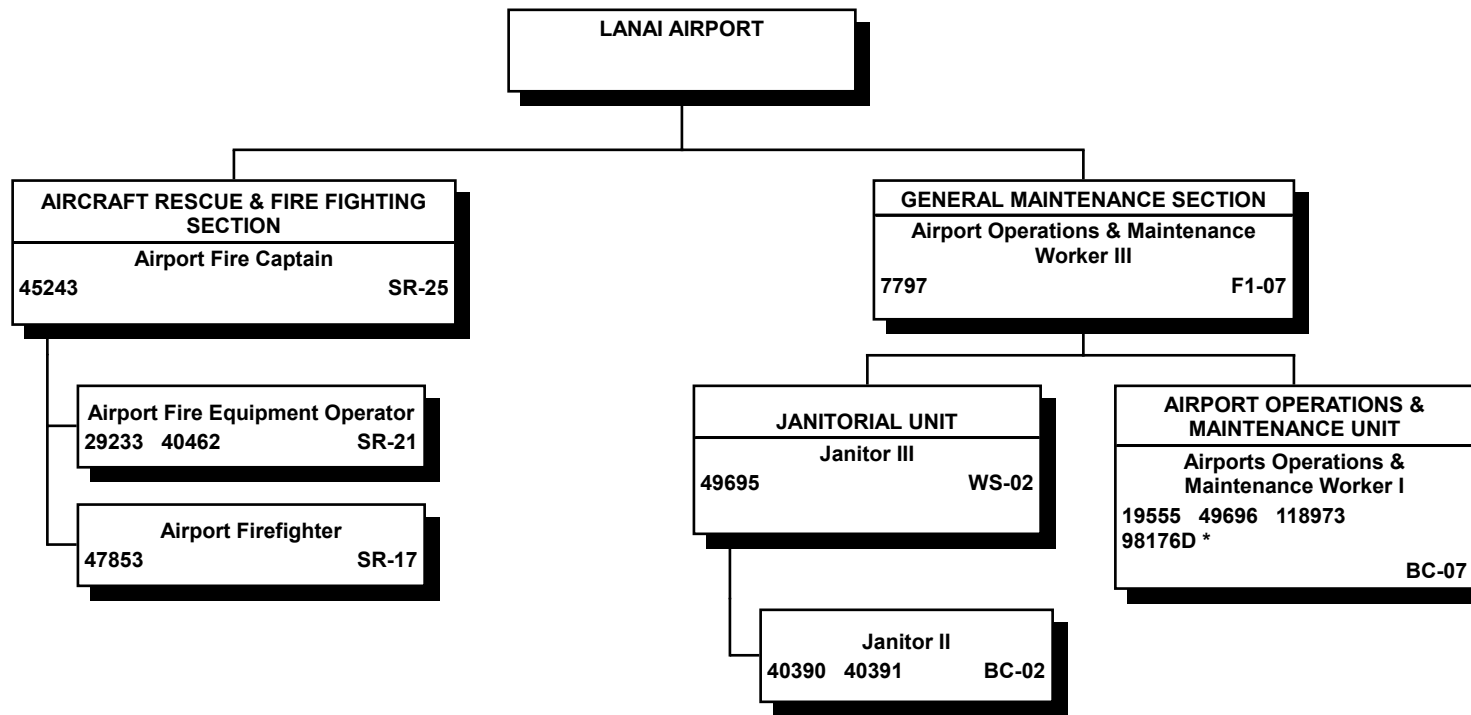 LANAI AIRPORT
AIRCRAFT RESCUE & FIRE FIGHTING
SECTION
Airport Fire Captain
45243 SR-25
Airport Fire Equipment Operator
29233 40462 SR-21
Airport Firefighter
47853 SR-17
GENERAL MAINTENANCE SECTION
Airport Operations & Maintenance
Worker III
7797 F1-07
JANITORIAL UNIT
Janitor III
49695 WS-02
Janitor II
40390 40391 BC-02
AIRPORT OPERATIONS &
MAINTENANCE UNIT
Airports Operations &
Maintenance Worker I
19555 49696 118973
98176D *
BC-07